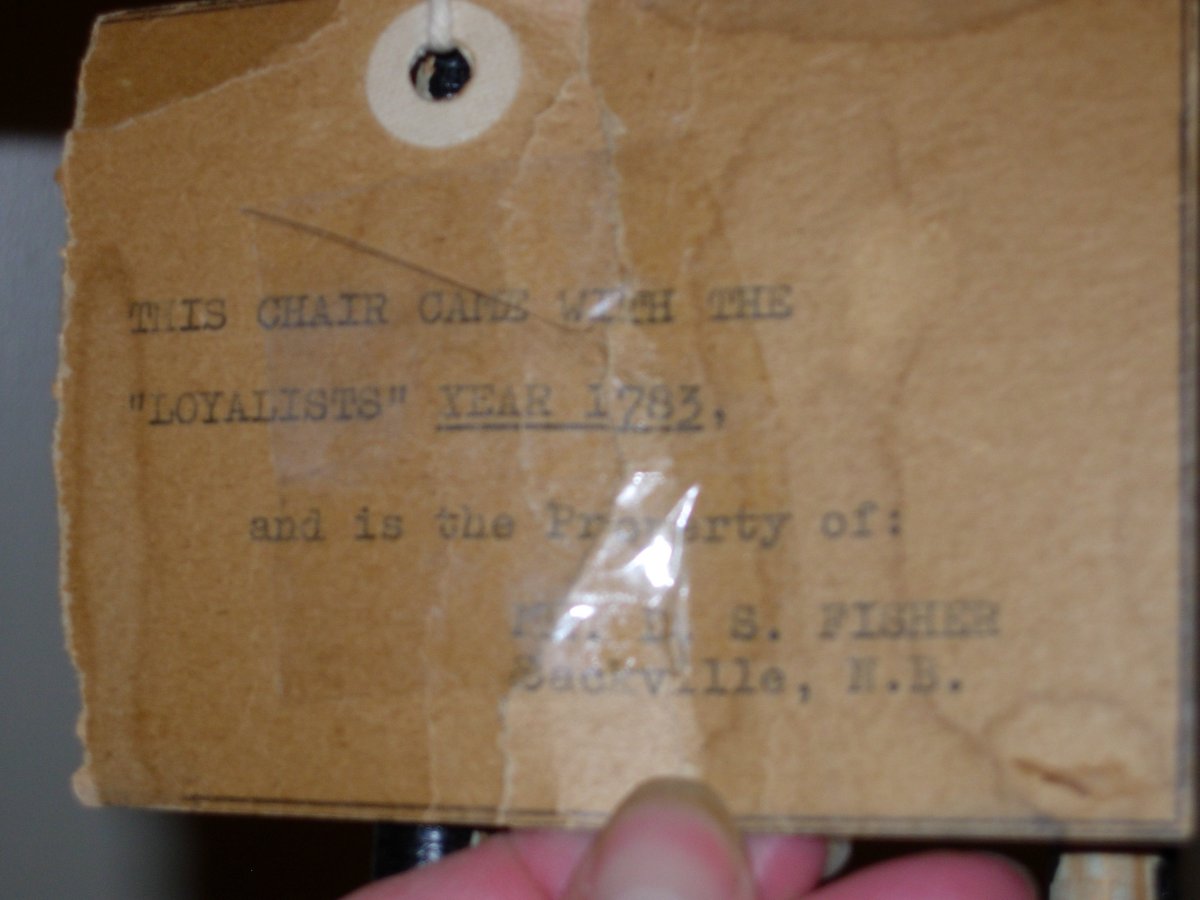 THIS CHAIR CAME WITH THE
"LOYALISTS" YEAR 1783,
and is the Property of:
S. FISHER
Sackville, N.B.